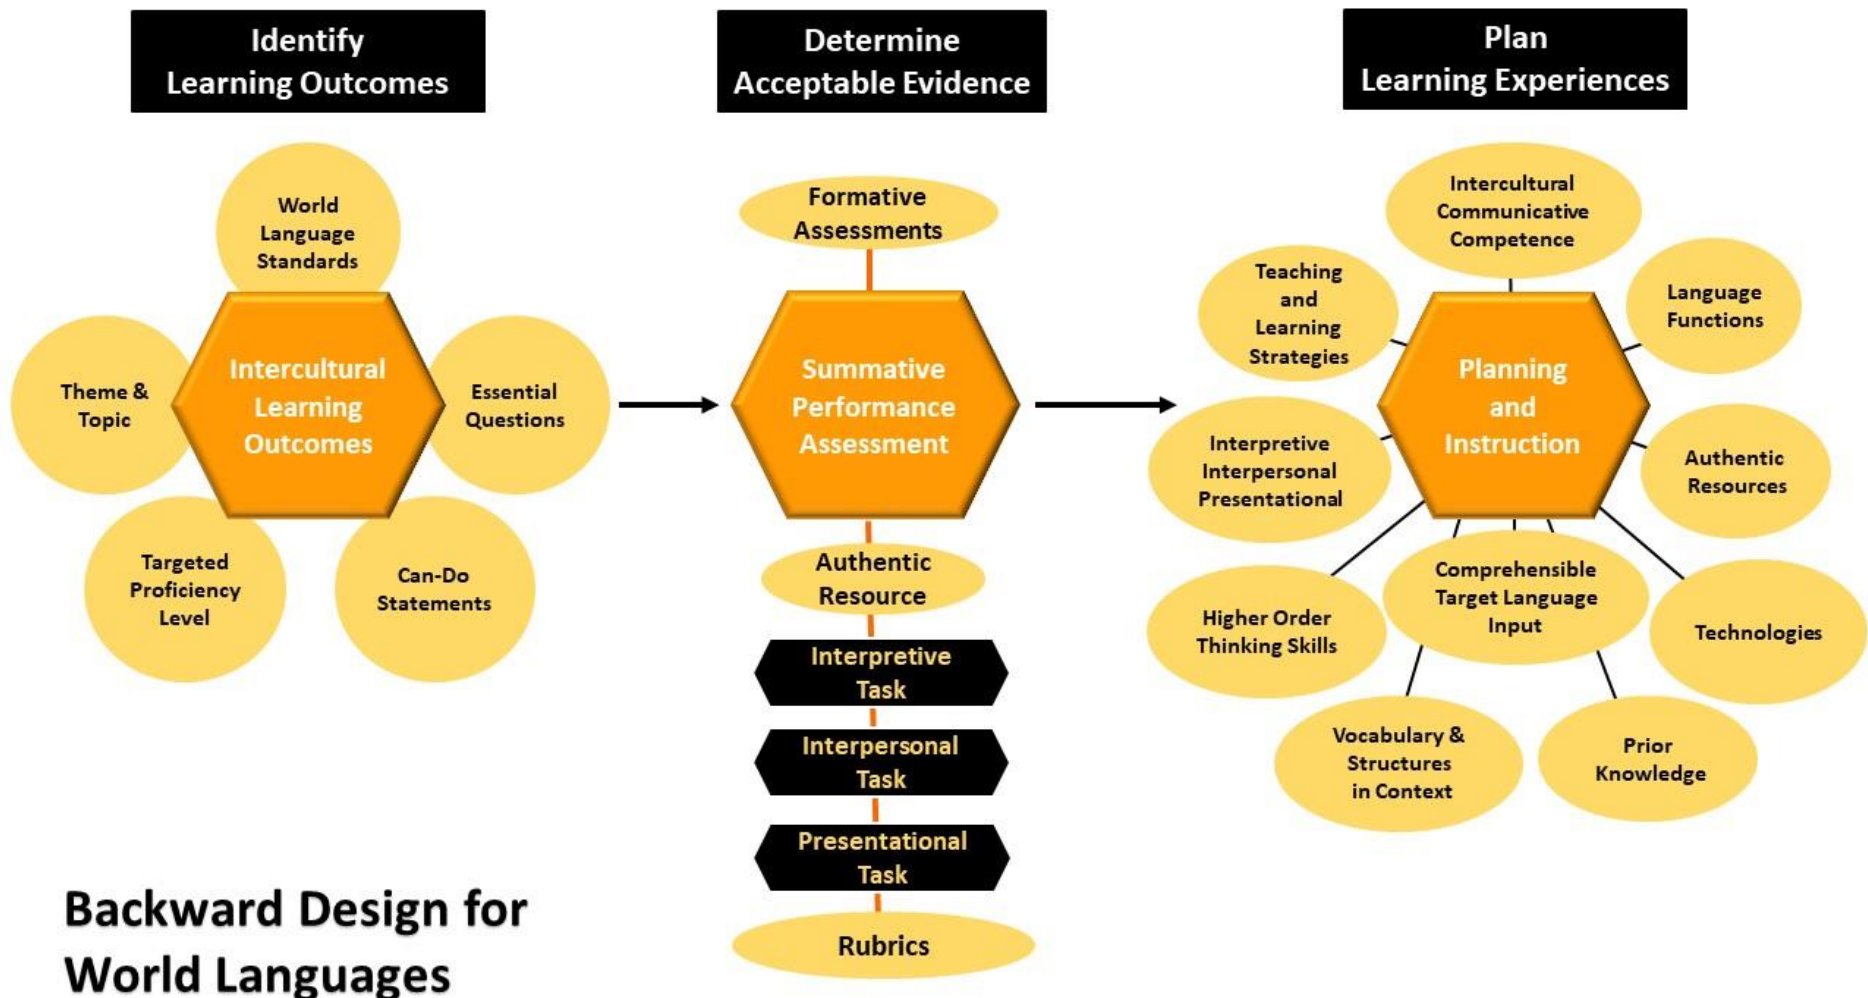 Identify
Learning Outcomes
World
Language
Standards
Theme &
Topic
Intercultural
Learning
Outcomes
Essential
Questions
Targeted
Proficiency
Level
Can-Do
Statements
Determine
Acceptable Evidence
Formative
Assessments
Summative
Performance
Assessment
Authentic
Resource
Interpretive
Task
Interpersonal
Task
Presentational
Task
Rubrics
Plan
Learning Experiences
Intercultural
Communicative
Competence
Teaching
and
Learning
Strategies
Language
Functions
Planning
and
Instruction
Interpretive
Interpersonal
Presentational
Authentic
Resources
Higher Order
Thinking Skills
Comprehensible
Target Language
Input
Technologies
Vocabulary &
Structures
in Context
Prior
Knowledge
Backward Design for
World Languages